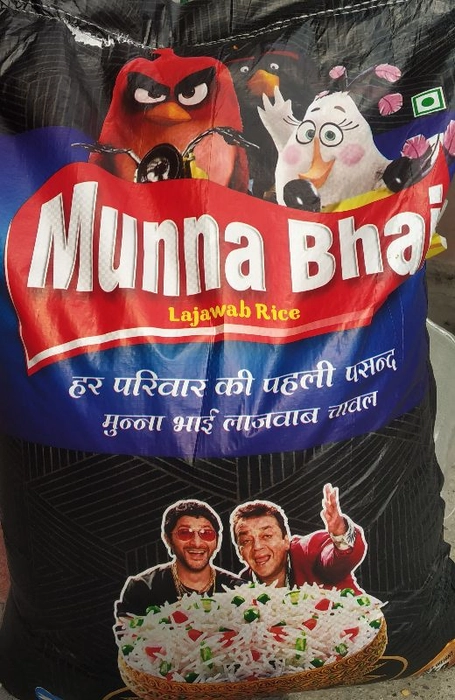 Munna Bhai
Lajawab Rice
हर परिवार की पहली पसन्द
मुन्ना भाई लाजवाब चावल